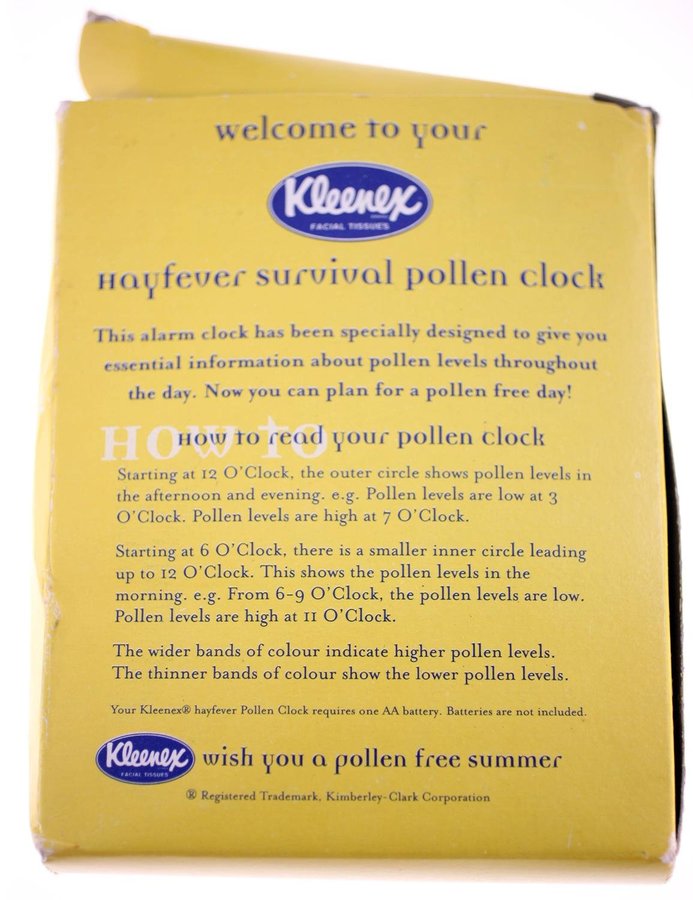 welcome to your
Kleenex
FACIAL TISSUES
Hayfever survival pollen clock
This alarm clock has been specially designed to give you
essential information about pollen levels throughout
the day. Now you can plan for a pollen free day!
HOW TO
How to read your pollen clock
Starting at 12 O'Clock, the outer circle shows pollen levels in
the afternoon and evening. e.g. Pollen levels are low at 3
O'Clock. Pollen levels are high at 7 O'Clock.
Starting at 6 O'Clock, there is a smaller inner circle leading
up to 12 O'Clock. This shows the pollen levels in the
morning. e.g. From 6-9 O'Clock, the pollen levels are low.
Pollen levels are high at 11 O'Clock.
The wider bands of colour indicate higher pollen levels.
The thinner bands of colour show the lower pollen levels.
Your Kleenex® hayfever Pollen Clock requires one AA battery. Batteries are not included.
Kleenex
FACIAL TISSUES
wish you a pollen free summer
® Registered Trademark, Kimberley-Clark Corporation